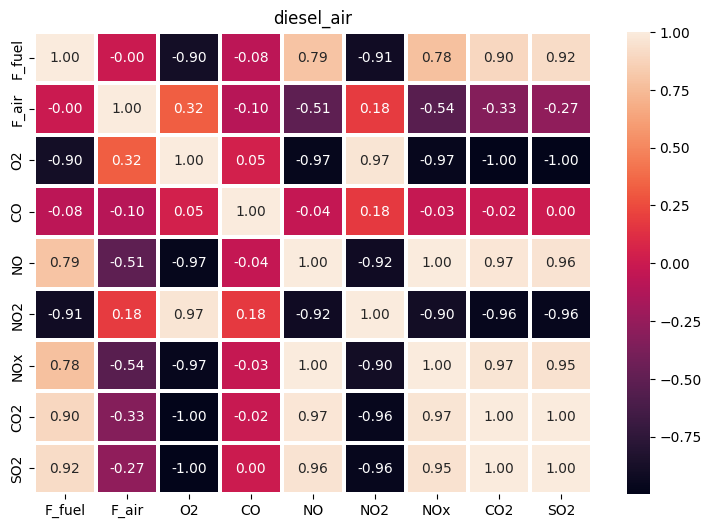 diesel_air
F_fuel 1.00 -0.00 -0.90 -0.08 0.79 -0.91 0.78 0.90 0.92
F_air -0.00 1.00 0.32 -0.10 -0.51 0.18 -0.54 -0.33 -0.27
O2 -0.90 0.32 1.00 0.05 -0.97 0.97 -0.97 -1.00 -1.00
CO -0.08 -0.10 0.05 1.00 -0.04 0.18 -0.03 -0.02 0.00
NO 0.79 -0.51 -0.97 -0.04 1.00 -0.92 1.00 0.97 0.96
NO2 -0.91 0.18 0.97 0.18 -0.92 1.00 -0.90 -0.96 -0.96
NOx 0.78 -0.54 -0.97 -0.03 1.00 -0.90 1.00 0.97 0.95
CO2 0.90 -0.33 -1.00 -0.02 0.97 -0.96 0.97 1.00 1.00
SO2 0.92 -0.27 -1.00 0.00 0.96 -0.96 0.95 1.00 1.00
F_fuel F_air O2 CO NO NO2 NOx CO2 SO2
1.00
0.75
0.50
0.25
0.00
−0.25
−0.50
−0.75